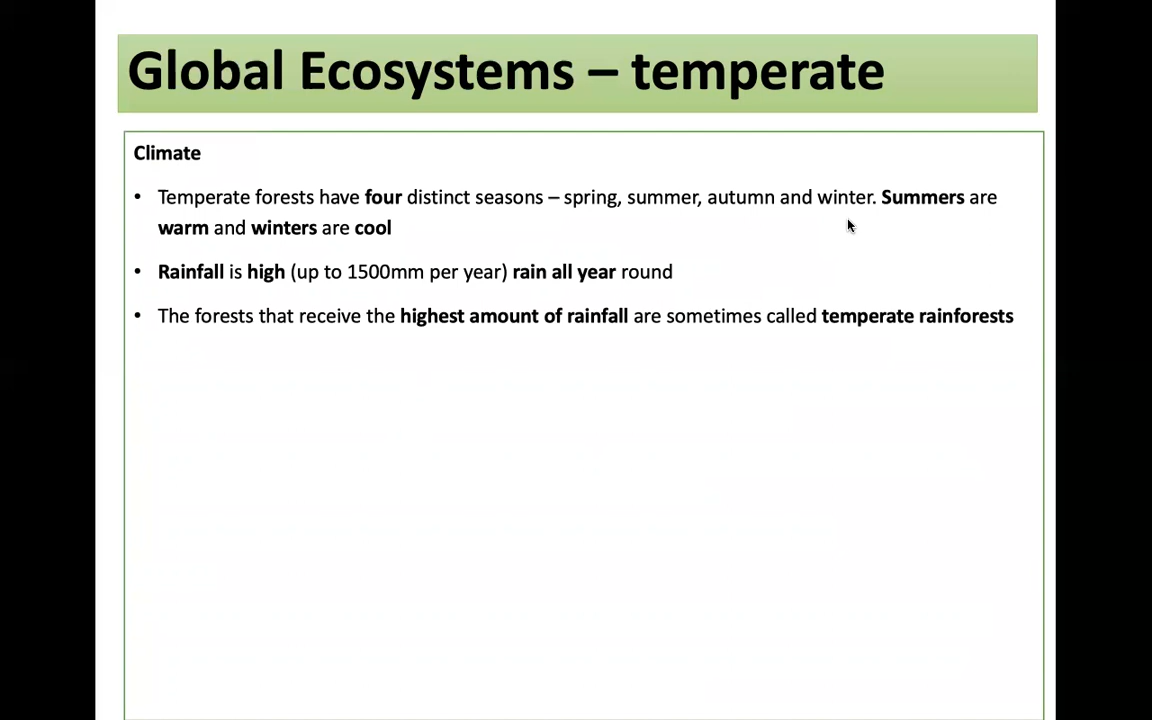 Global Ecosystems – temperate
Climate
• Temperate forests have four distinct seasons – spring, summer, autumn and winter. Summers are
warm and winters are cool
• Rainfall is high (up to 1500mm per year) rain all year round
• The forests that receive the highest amount of rainfall are sometimes called temperate rainforests